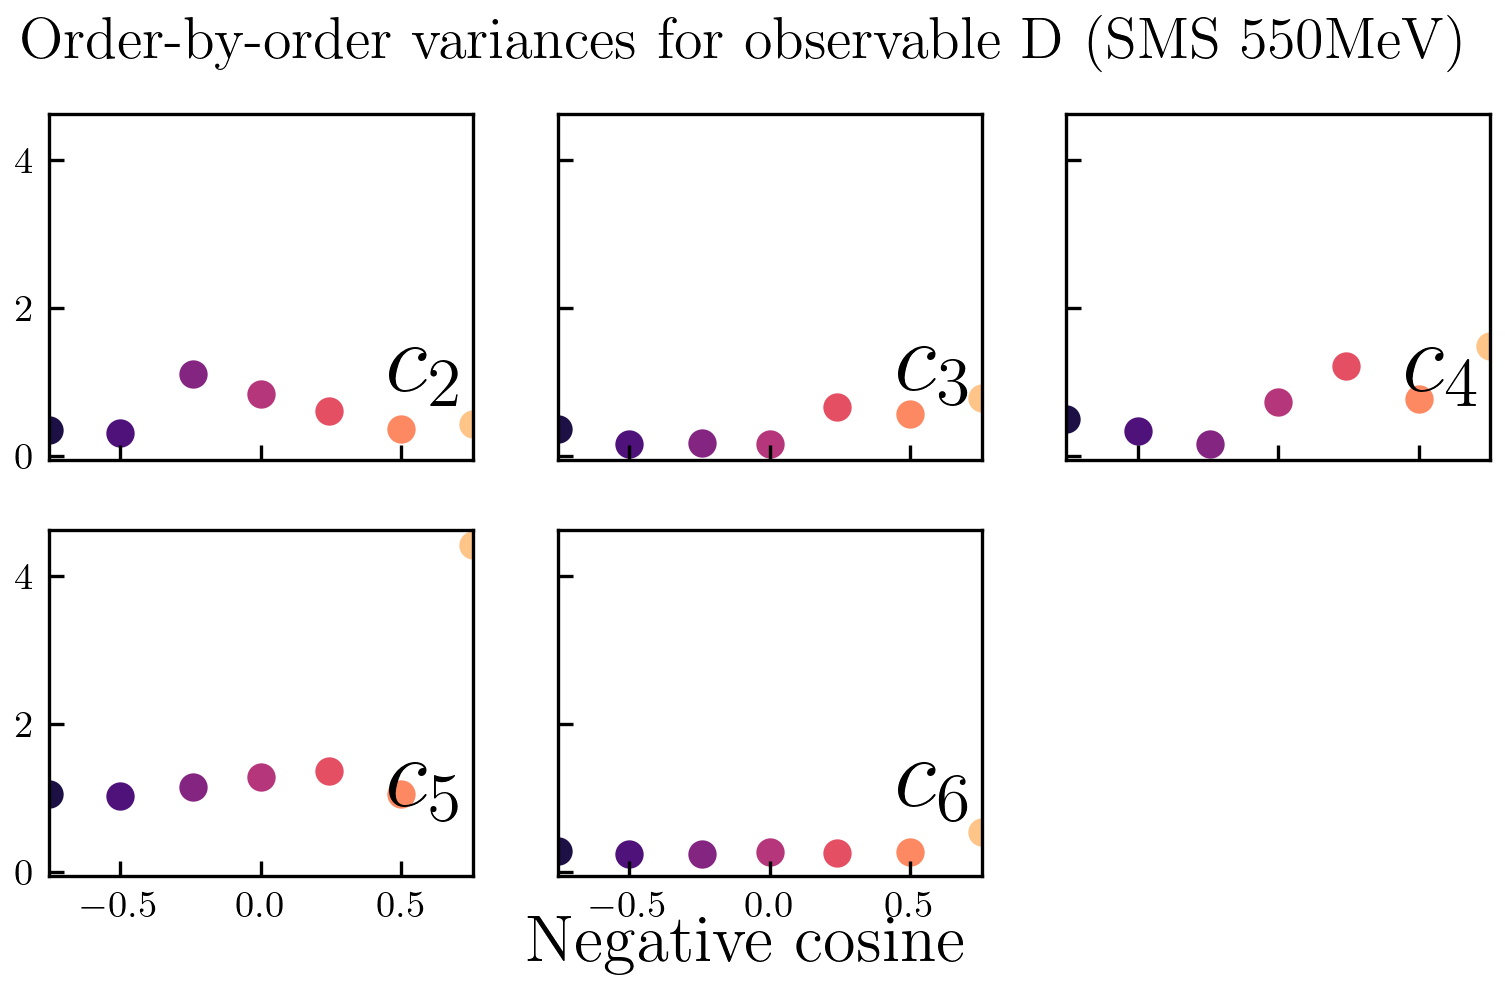 Order-by-order variances for observable D (SMS 550MeV)
4
2
0
c₂
c₃
c₄
4
2
0
c₅
c₆
−0.5 0.0 0.5
−0.5 0.0 0.5
Negative cosine